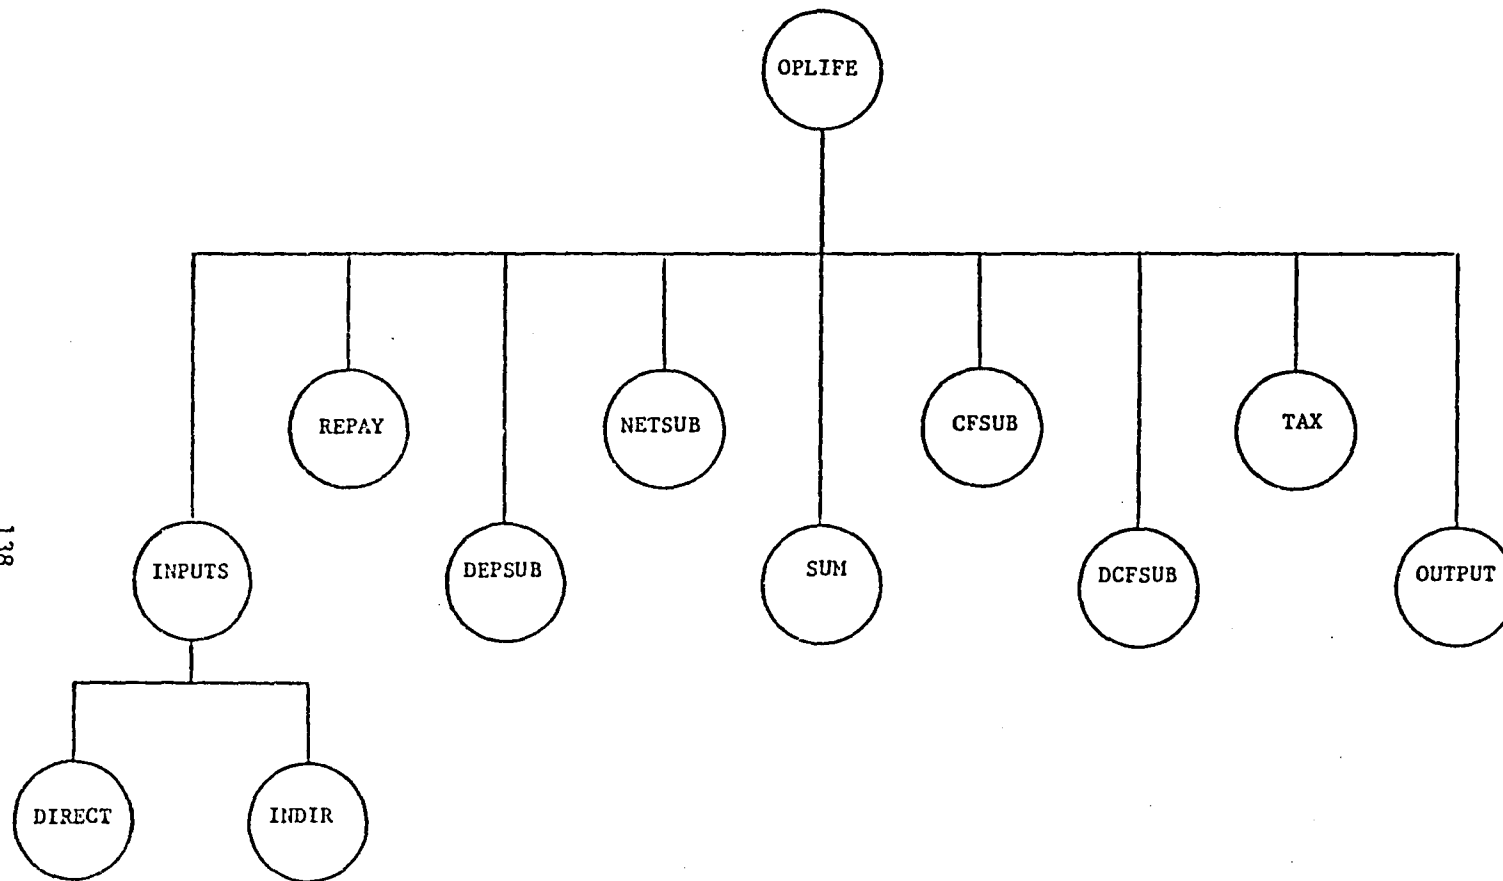 OPLIFE
REPAY
NETSUB
CFSUB
TAX
INPUTS
DEPSUB
SUM
DCFSUB
OUTPUT
DIRECT
INDIR
138